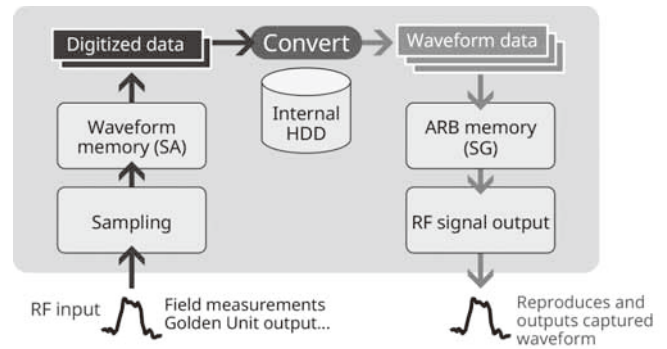 Digitized data
Convert
Waveform data
Internal
HDD
Waveform
memory (SA)
ARB memory
(SG)
Sampling
RF signal output
RF input
Field measurements
Golden Unit output...
Reproduces and
outputs captured
waveform